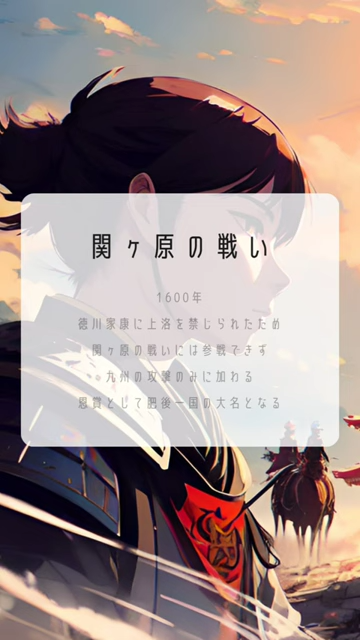 関ヶ原の戦い
1600年
徳川家康に上洛を禁じられたため
関ヶ原の戦いには参戦できず
九州の攻撃のみに加わる
恩賞として肥後一国の大名となる